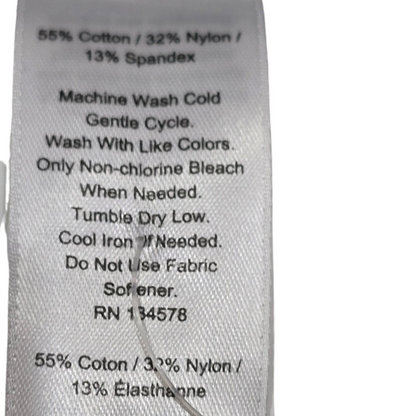 55% Cotton / 32% Nylon /
13% Spandex
Machine Wash Cold
Gentle Cycle.
Wash With Like Colors.
Only Non-chlorine Bleach
When Needed.
Tumble Dry Low.
Cool Iron If Needed.
Do Not Use Fabric
Softener.
RN 134578
55% Coton / 32% Nylon /
13% Élasthanne